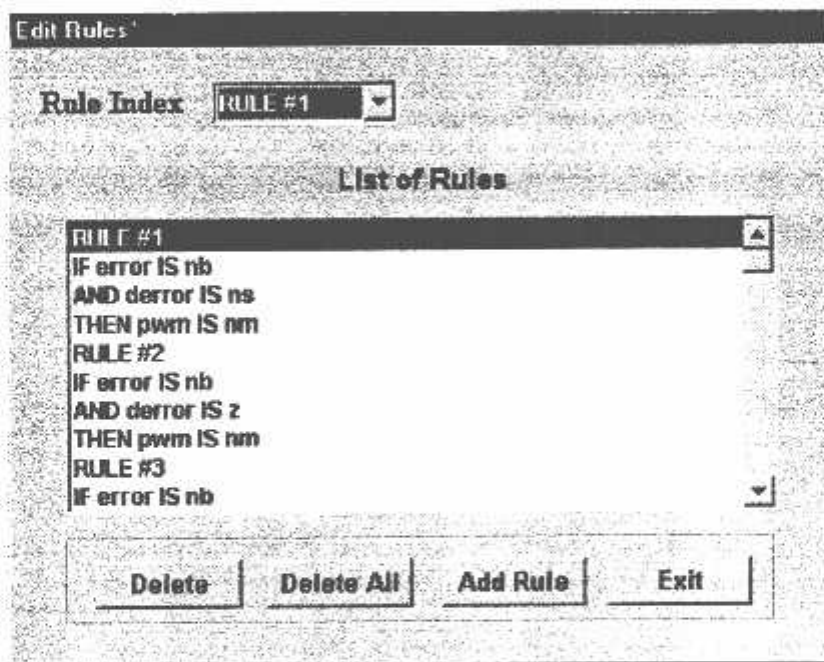 Edit Rules'
Rule Index RULE #1
List of Rules
RULE #1
IF error IS nb
AND derror IS ns
THEN pwm IS nm
RULE #2
IF error IS nb
AND derror IS z
THEN pwm IS nm
RULE #3
IF error IS nb
Delete Delete All Add Rule Exit